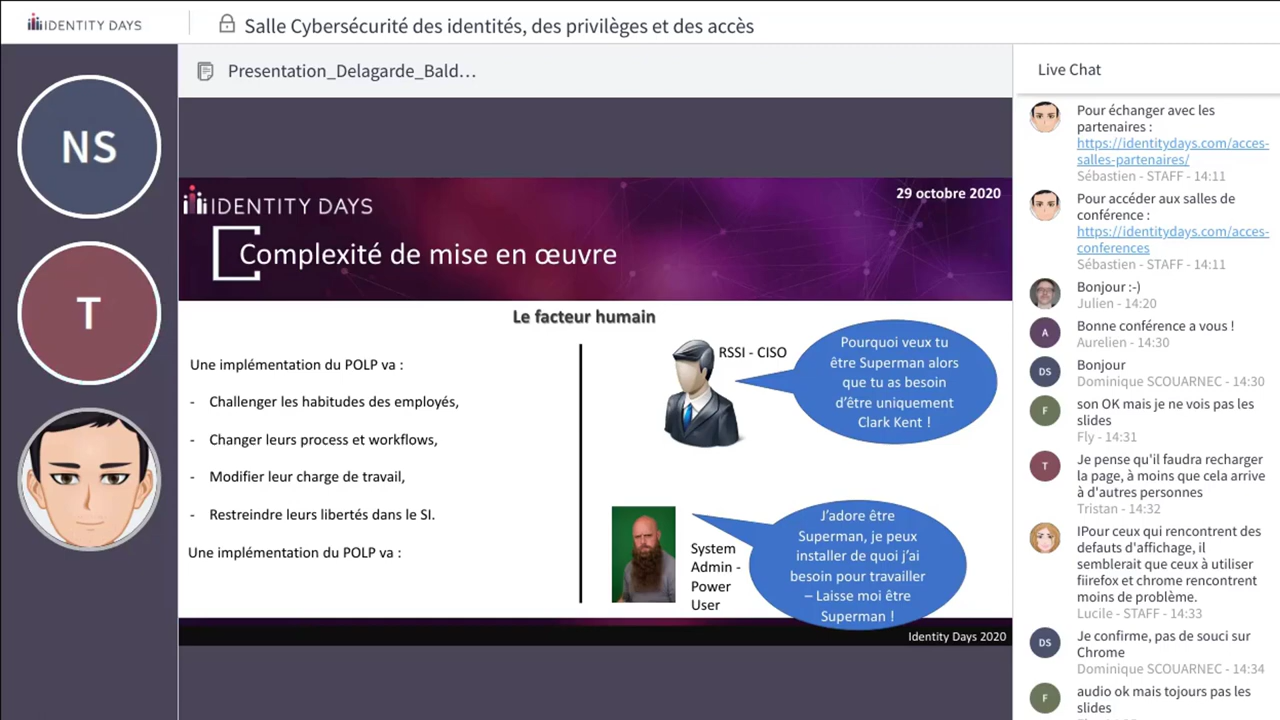 IDENTITY DAYS
Salle Cybersécurité des identités, des privilèges et des accès
Presentation_Delagarde_Bald...
NS
T
IDENTITY DAYS
29 octobre 2020
Complexité de mise en œuvre
Le facteur humain
Une implémentation du POLP va :
- Challenger les habitudes des employés,
- Changer leurs process et workflows,
- Modifier leur charge de travail,
- Restreindre leurs libertés dans le SI.
Une implémentation du POLP va :
RSSI - CISO
Pourquoi veux tu
être Superman alors
que tu as besoin
d'être uniquement
Clark Kent !
System
Admin -
Power
User
J'adore être
Superman, je peux
installer de quoi j'ai
besoin pour travailler
– Laisse moi être
Superman !
Identity Days 2020
Live Chat
Pour échanger avec les
partenaires :
https://identitydays.com/acces-
salles-partenaires/
Sébastien - STAFF - 14:11
Pour accéder aux salles de
conférence :
https://identitydays.com/acces-
conferences
Sébastien - STAFF - 14:11
Bonjour :-)
Julien - 14:20
A
Bonne conférence a vous !
Aurelien - 14:30
DS
Bonjour
Dominique SCOUARNEC - 14:30
F
son OK mais je ne vois pas les
slides
Fly - 14:31
T
Je pense qu'il faudra recharger
la page, à moins que cela arrive
à d'autres personnes
Tristan - 14:32
IPour ceux qui rencontrent des
defauts d'affichage, il
semblerait que ceux à utiliser
fiirefox et chrome rencontrent
moins de problème.
Lucile - STAFF - 14:33
DS
Je confirme, pas de souci sur
Chrome
Dominique SCOUARNEC - 14:34
F
audio ok mais tojours pas les
slides